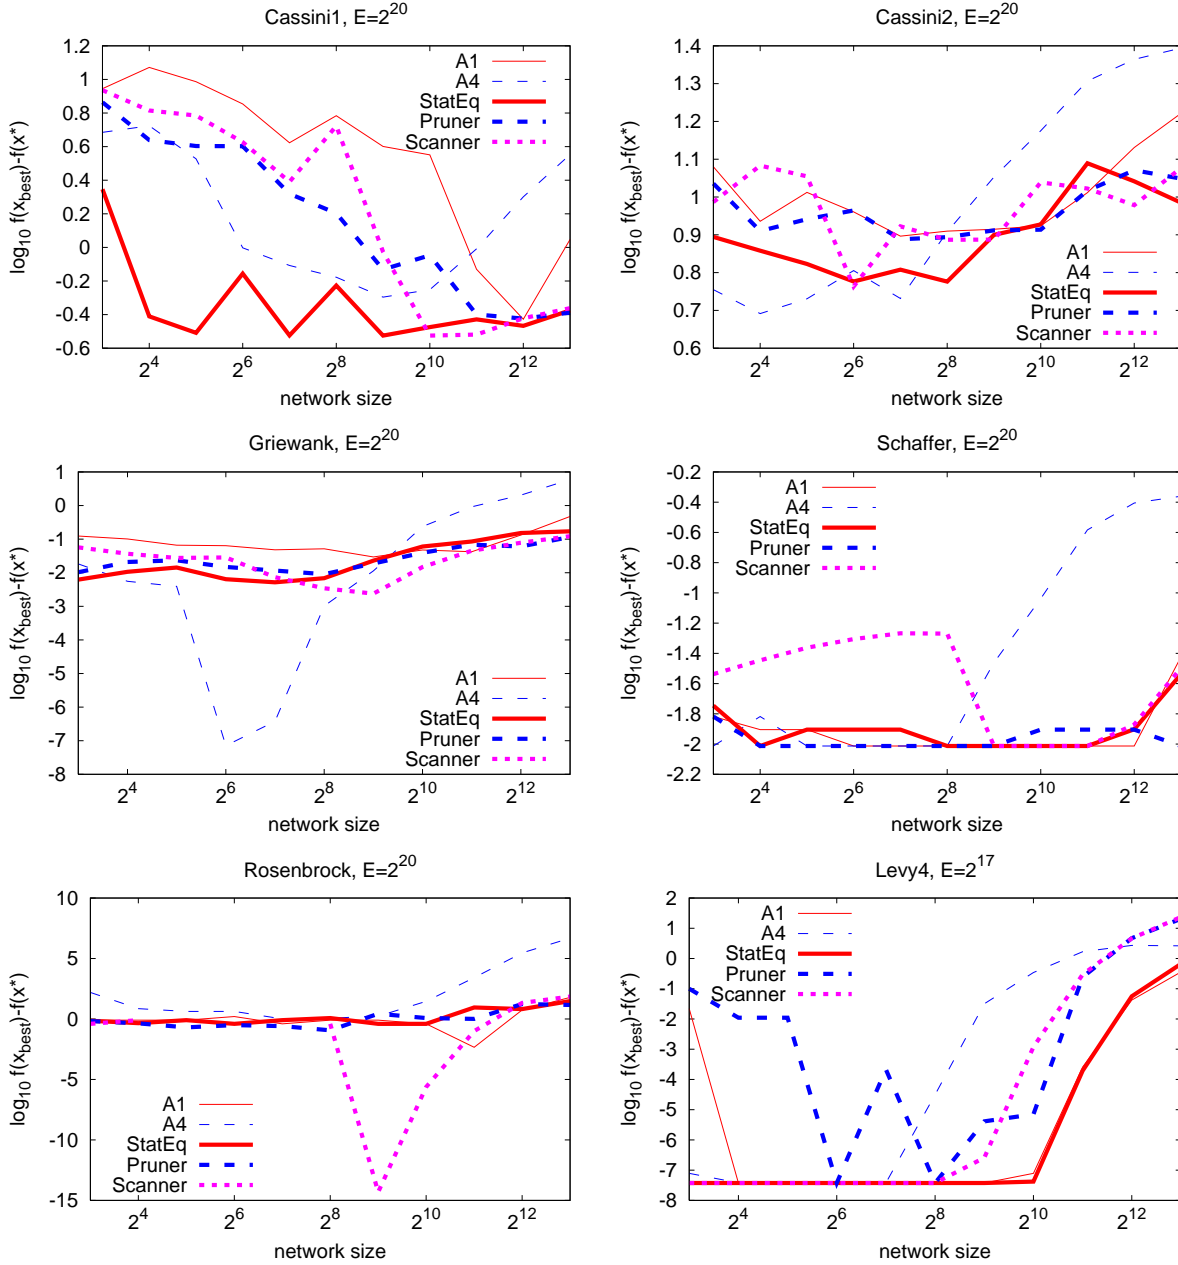 Cassini1, E=2^20
log10 f(xbest)-f(x*)
1.2
1
0.8
0.6
0.4
0.2
0
-0.2
-0.4
-0.6
A1
A4
StatEq
Pruner
Scanner
2^4 2^6 2^8 2^10 2^12
network size
Cassini2, E=2^20
log10 f(xbest)-f(x*)
1.4
1.3
1.2
1.1
1
0.9
0.8
0.7
0.6
A1
A4
StatEq
Pruner
Scanner
2^4 2^6 2^8 2^10 2^12
network size
Griewank, E=2^20
log10 f(xbest)-f(x*)
1
0
-1
-2
-3
-4
-5
-6
-7
-8
A1
A4
StatEq
Pruner
Scanner
2^4 2^6 2^8 2^10 2^12
network size
Schaffer, E=2^20
log10 f(xbest)-f(x*)
-0.2
-0.4
-0.6
-0.8
-1
-1.2
-1.4
-1.6
-1.8
-2
-2.2
A1
A4
StatEq
Pruner
Scanner
2^4 2^6 2^8 2^10 2^12
network size
Rosenbrock, E=2^20
log10 f(xbest)-f(x*)
10
5
0
-5
-10
-15
A1
A4
StatEq
Pruner
Scanner
2^4 2^6 2^8 2^10 2^12
network size
Levy4, E=2^17
log10 f(xbest)-f(x*)
2
1
0
-1
-2
-3
-4
-5
-6
-7
-8
A1
A4
StatEq
Pruner
Scanner
2^4 2^6 2^8 2^10 2^12
network size